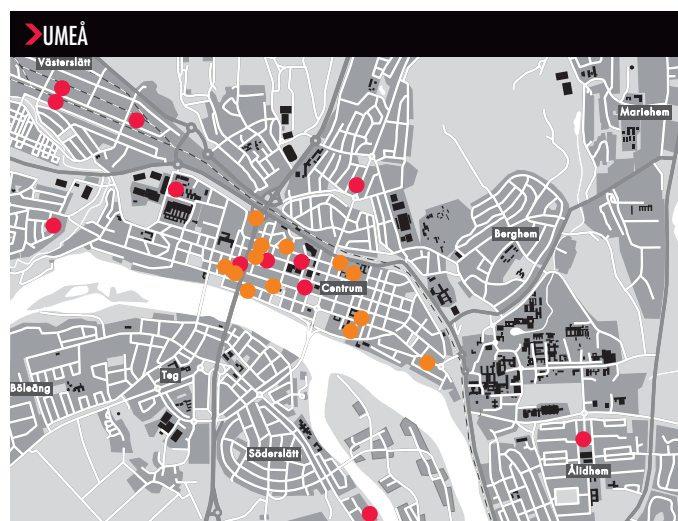 UMEÅ
Västerslätt
Mariehem
Berghem
Centrum
Teg
Böleäng
Söderslätt
Ålidhem